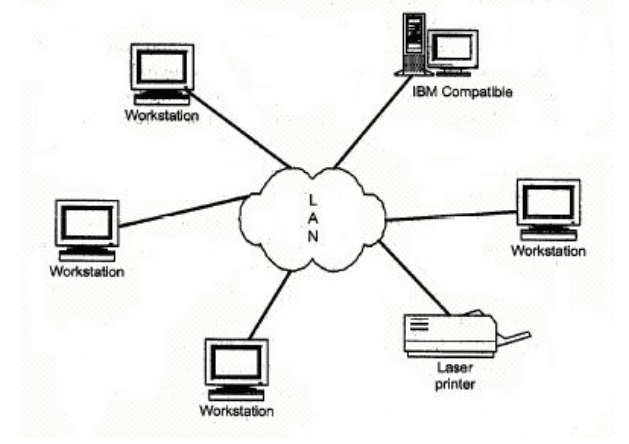 IBM Compatible
Workstation
L
A
N
Workstation
Workstation
Laser
printer
Workstation